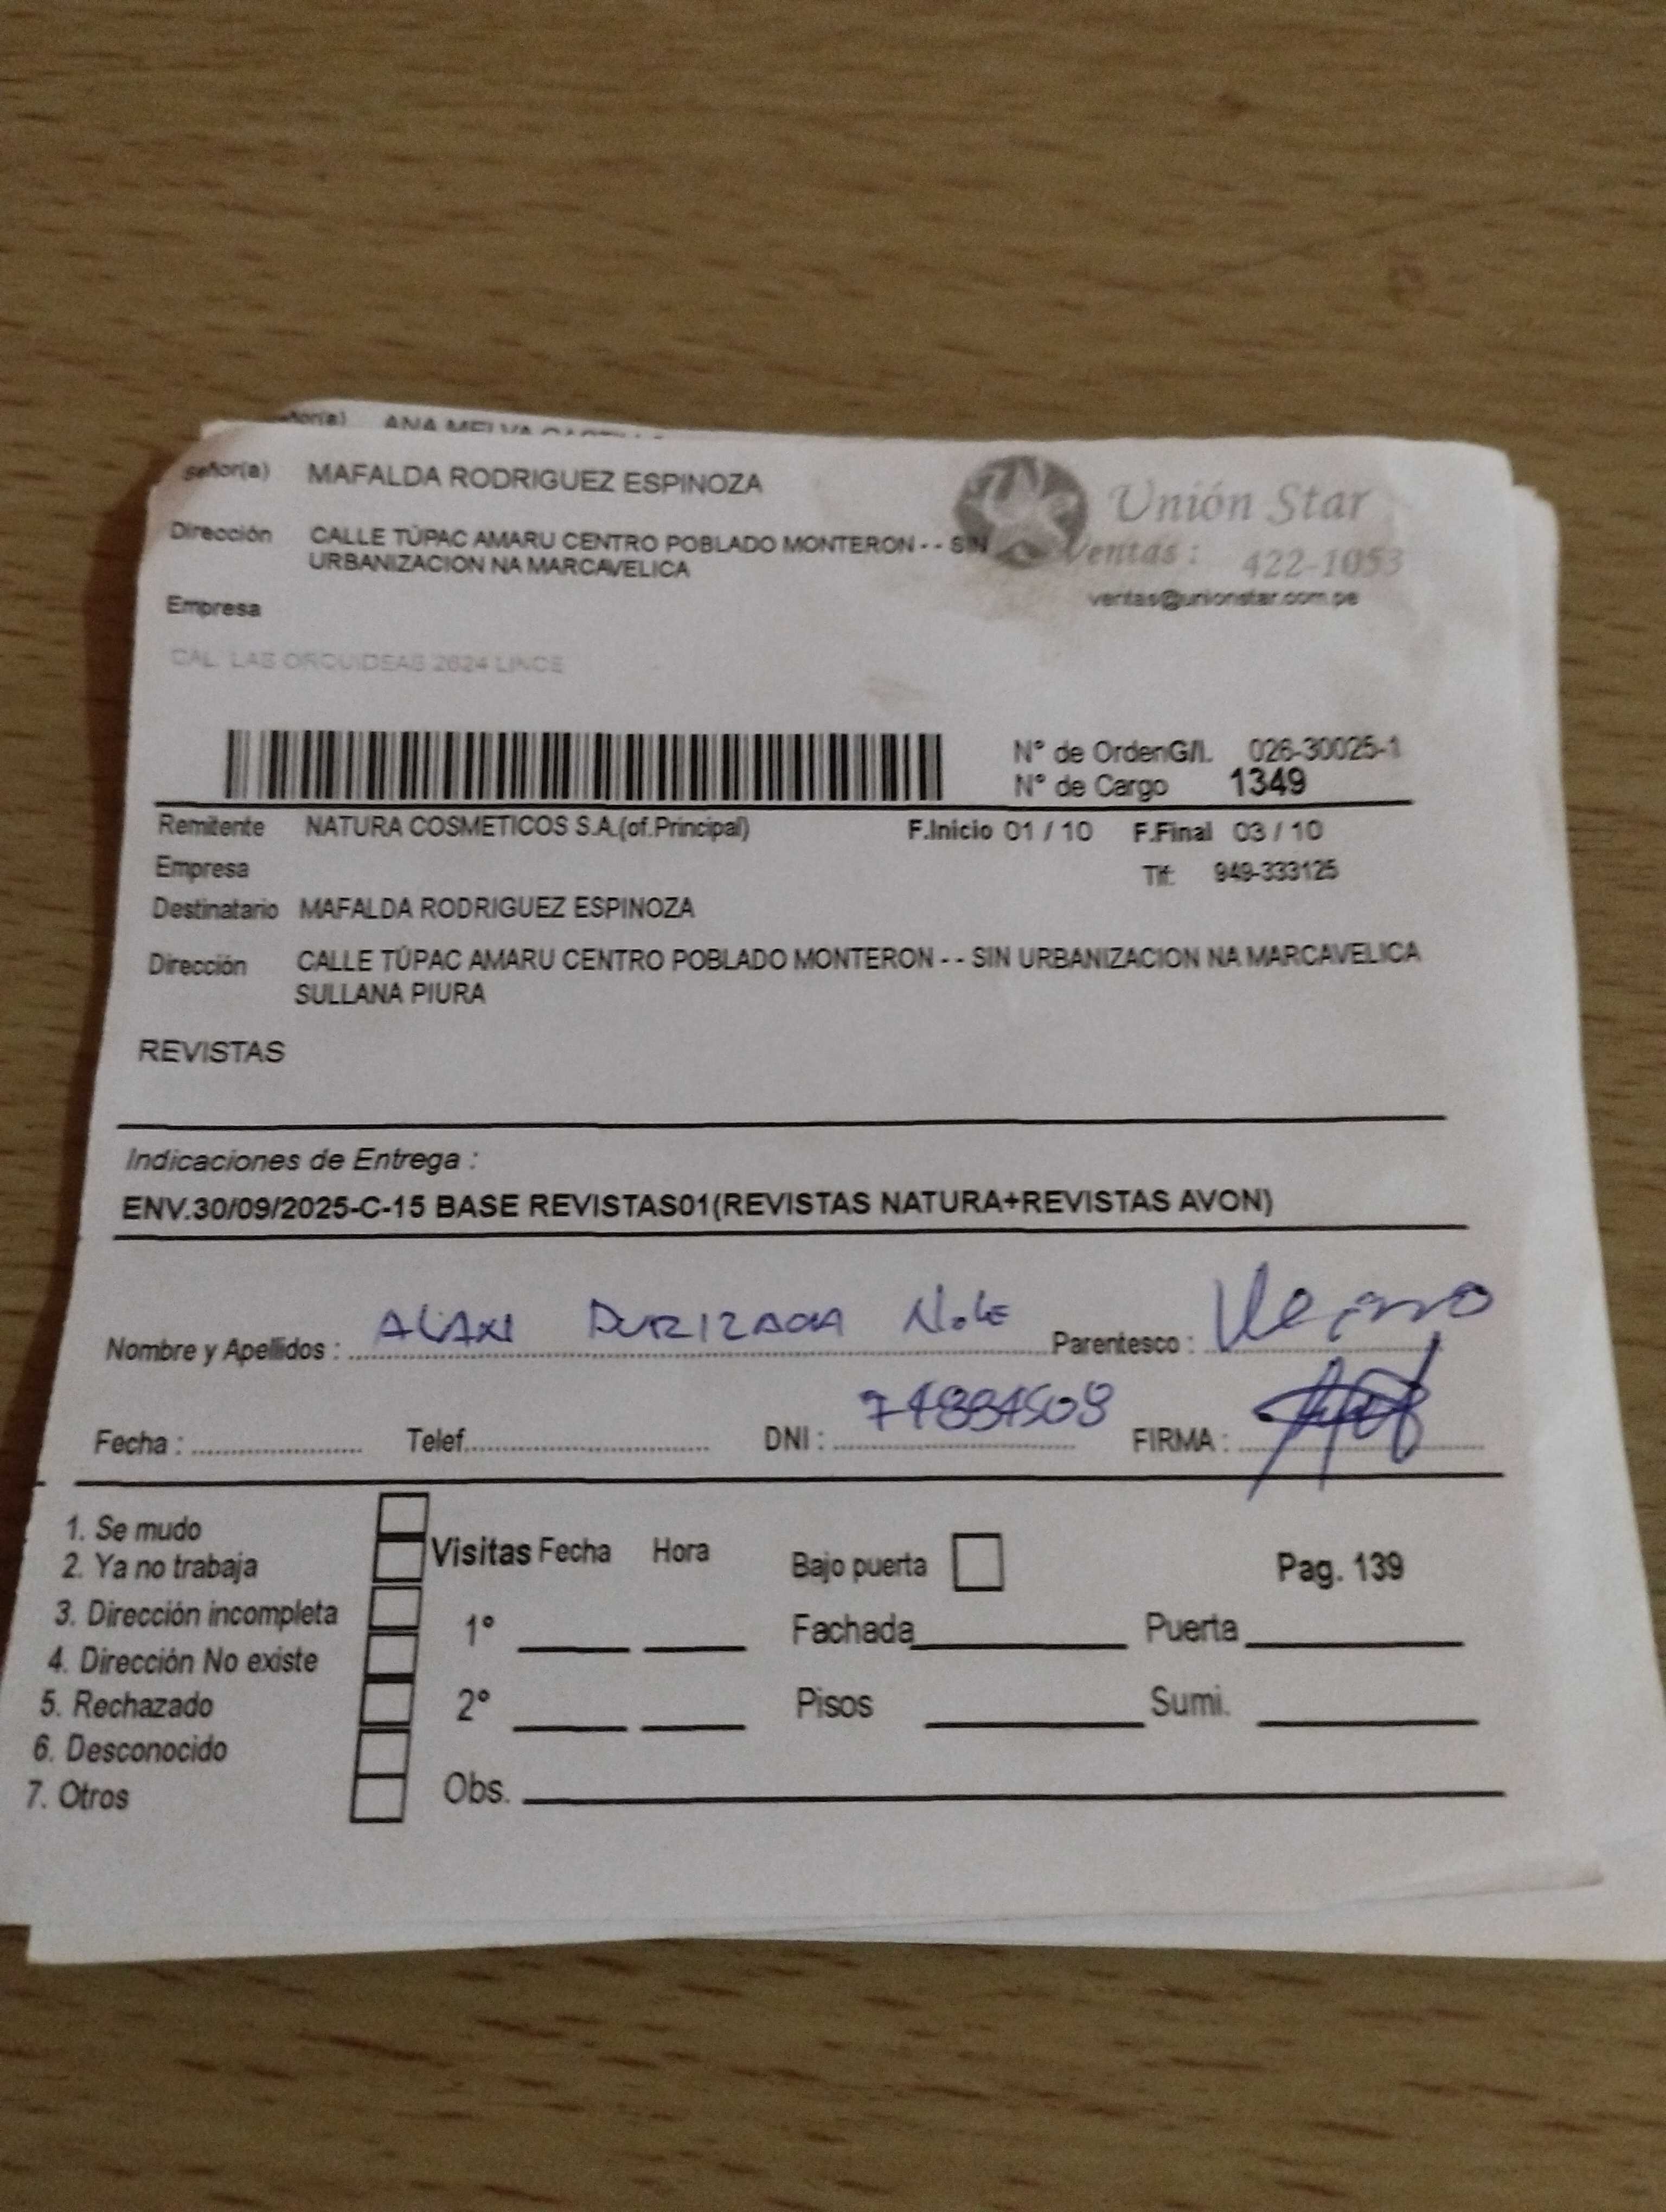 ñor(a) ANA MELVA
Señor(a) MAFALDA RODRIGUEZ ESPINOZA
Unión Star
Dirección CALLE TÚPAC AMARU CENTRO POBLADO MONTERON - - SIN
URBANIZACION NA MARCAVELICA
Ventas : 422-1053
ventas@unionstar.com.pe
Empresa
CAL. LAS ORQUIDEAS 2624 LINCE
N° de OrdenG/I. 026-30025-1
N° de Cargo 1349
Remitente NATURA COSMETICOS S.A.(of.Principal) F.Inicio 01 / 10 F.Final 03 / 10
Empresa Tlf: 949-333125
Destinatario MAFALDA RODRIGUEZ ESPINOZA
Dirección CALLE TÚPAC AMARU CENTRO POBLADO MONTERON - - SIN URBANIZACION NA MARCAVELICA
SULLANA PIURA
REVISTAS
Indicaciones de Entrega :
ENV.30/09/2025-C-15 BASE REVISTAS01(REVISTAS NATURA+REVISTAS AVON)
Nombre y Apellidos : Nole Parentesco : Vecino
Fecha : Telef. DNI : FIRMA :
1. Se mudo
2. Ya no trabaja
3. Dirección incompleta
4. Dirección No existe
5. Rechazado
6. Desconocido
7. Otros
Visitas Fecha Hora Bajo puerta Pag. 139
1° Fachada Puerta
2° Pisos Sumi.
Obs.